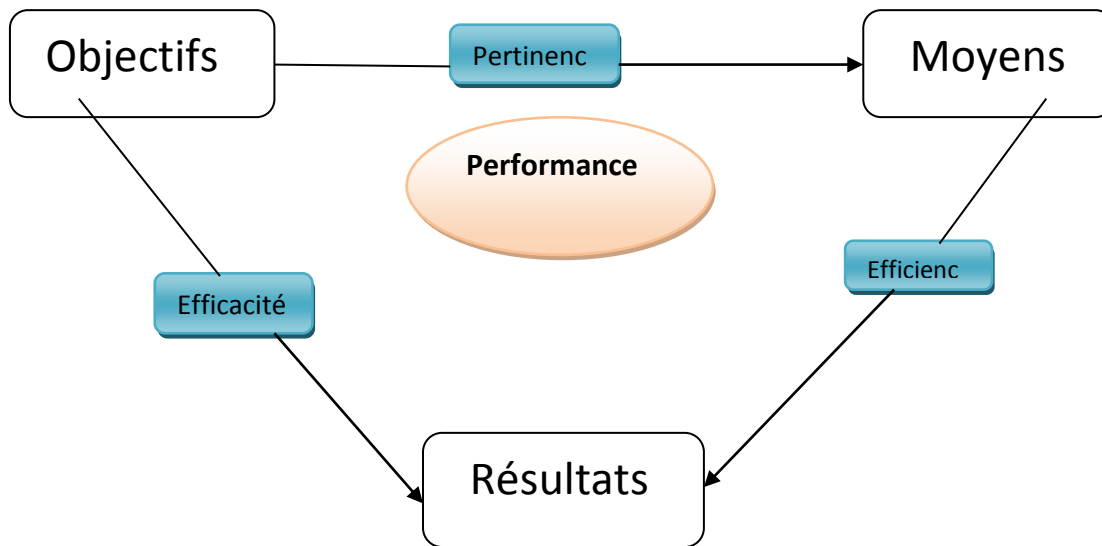 Objectifs
Pertinenc
Moyens
Performance
Efficienc
Efficacité
Résultats